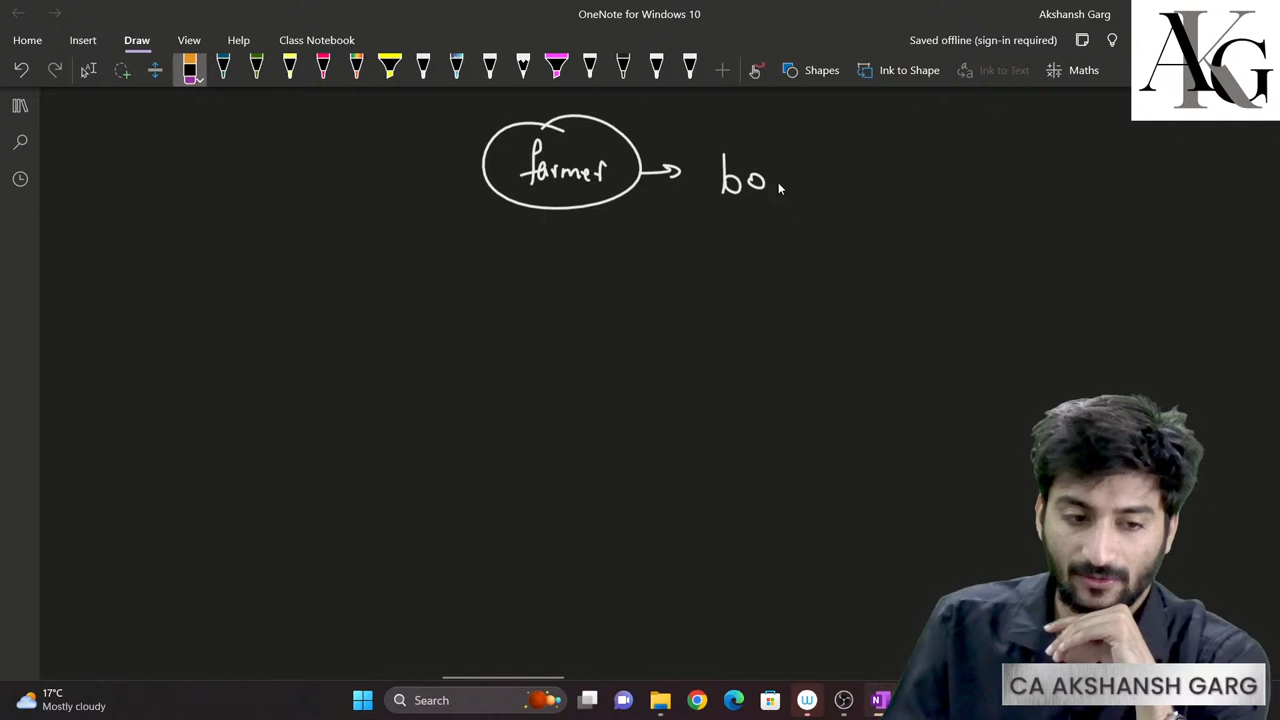 OneNote for Windows 10
Akshansh Garg
Home Insert Draw View Help Class Notebook
Saved offline (sign-in required)
Shapes Ink to Shape Ink to Text Maths
AKG
farmer → bo
CA AKSHANSH GARG
17°C
Mostly cloudy
Search